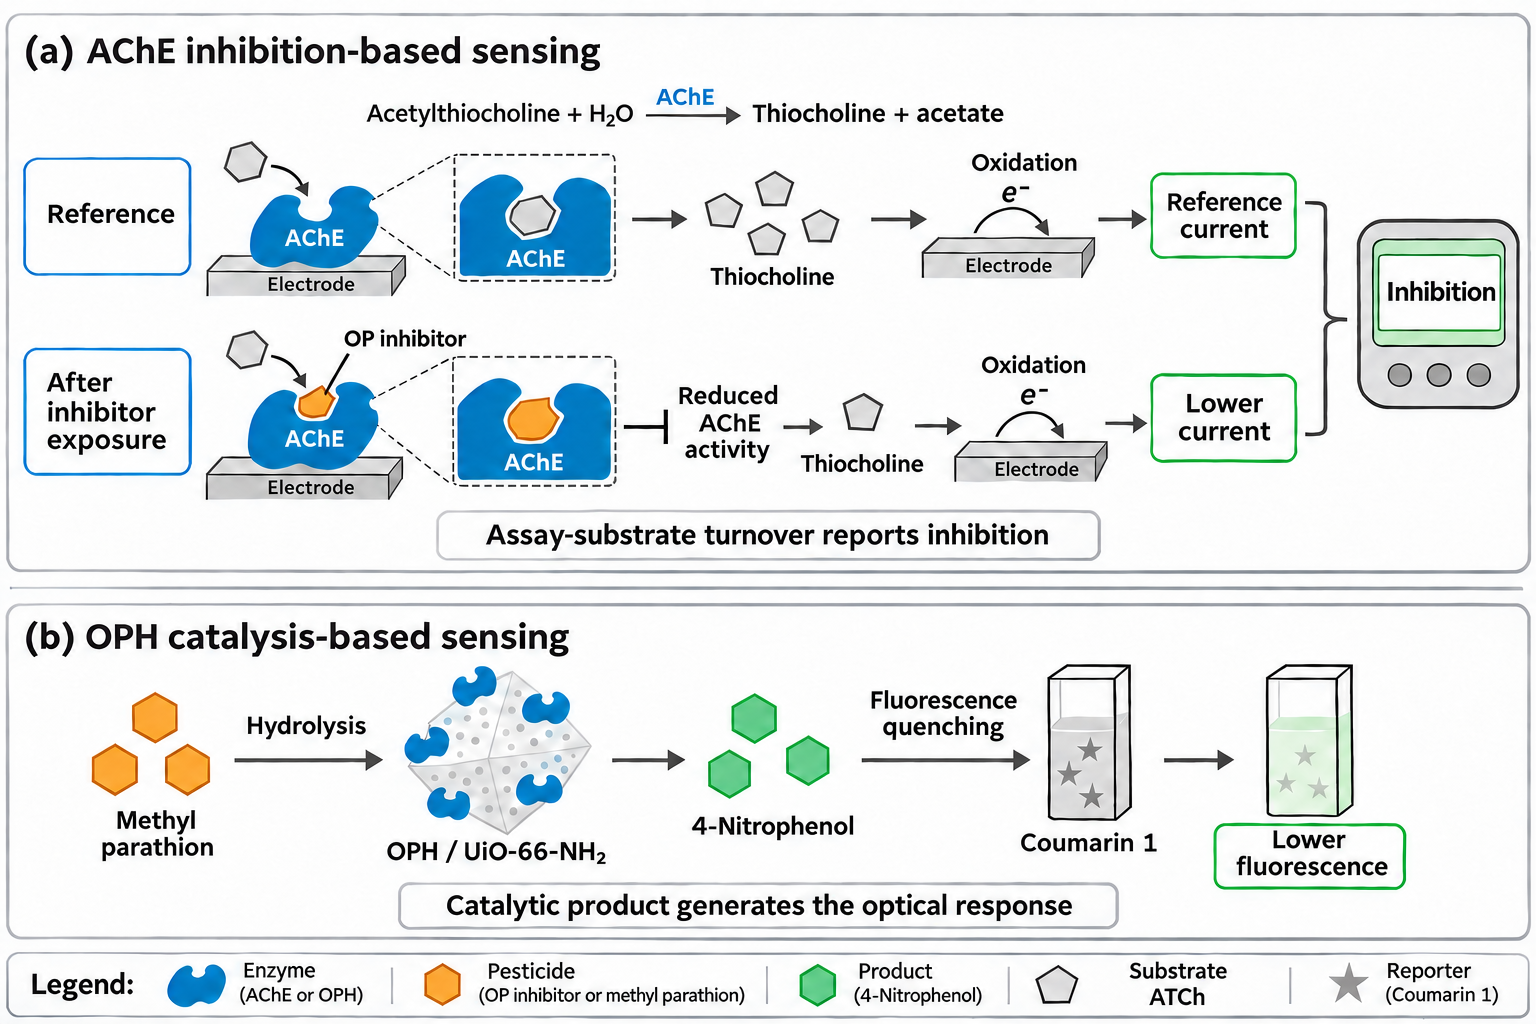 (a) AChE inhibition-based sensing
Acetylthiocholine + H₂O AChE Thiocholine + acetate
Reference
AChE
Electrode
AChE
Thiocholine
Oxidation
e⁻
Electrode
Reference
current
Inhibition
After
inhibitor
exposure
OP inhibitor
AChE
Electrode
AChE
Reduced
AChE
activity
Thiocholine
Oxidation
e⁻
Electrode
Lower
current
Assay-substrate turnover reports inhibition
(b) OPH catalysis-based sensing
Methyl
parathion
Hydrolysis
OPH / UiO-66-NH₂
4-Nitrophenol
Fluorescence
quenching
Coumarin 1
Lower
fluorescence
Catalytic product generates the optical response
Legend:
Enzyme
(AChE or OPH)
Pesticide
(OP inhibitor or methyl parathion)
Product
(4-Nitrophenol)
Substrate
ATCh
Reporter
(Coumarin 1)